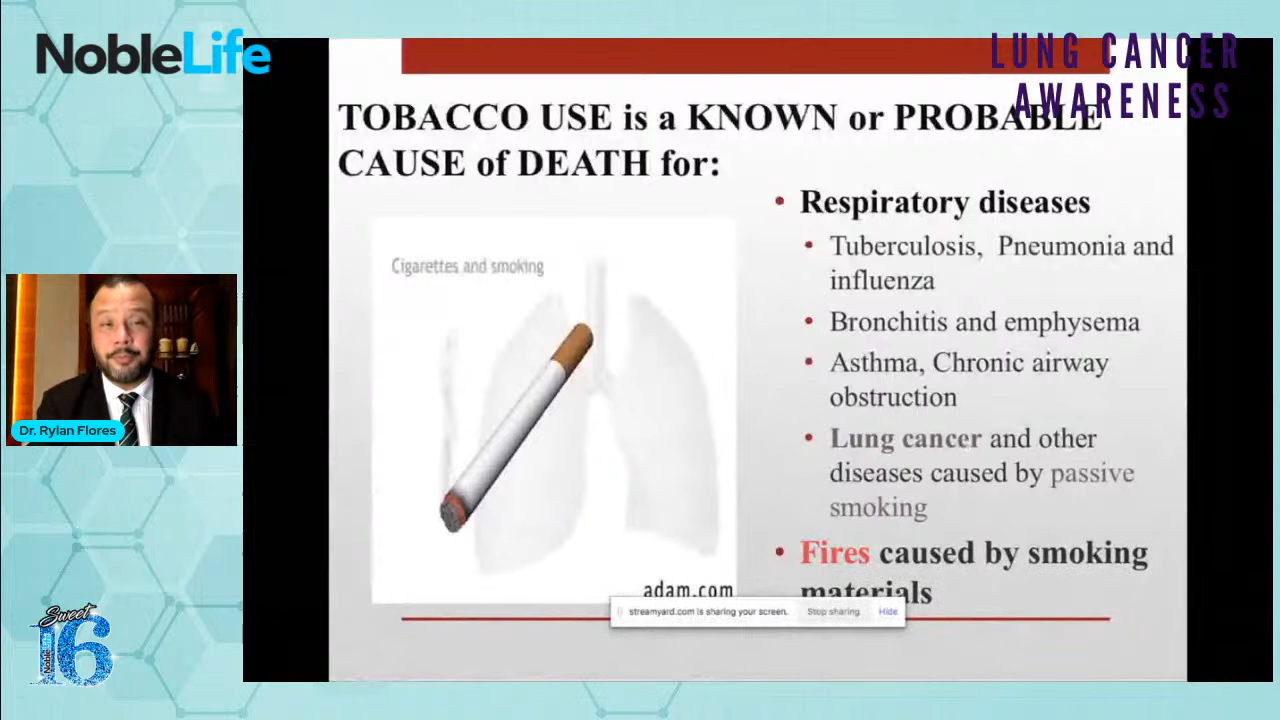 NobleLife
LUNG CANCER
AWARENESS
TOBACCO USE is a KNOWN or PROBABLE
CAUSE of DEATH for:
• Respiratory diseases
• Tuberculosis, Pneumonia and
influenza
• Bronchitis and emphysema
• Asthma, Chronic airway
obstruction
• Lung cancer and other
diseases caused by passive
smoking
• Fires caused by smoking
materials
Cigarettes and smoking
adam.com
streamyard.com is sharing your screen.
Stop sharing
Hide
Dr. Rylan Flores
Sweet
16
NobleLife